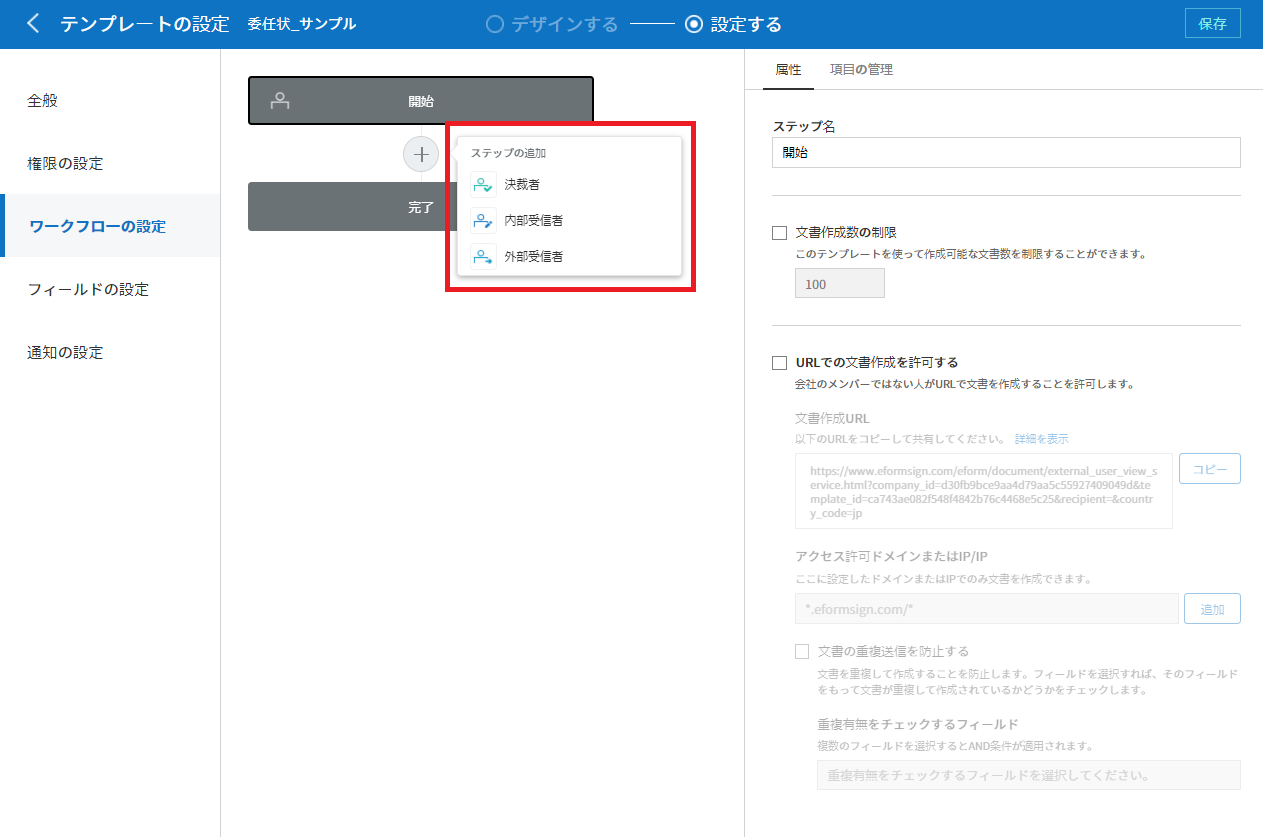 テンプレートの設定
委任状_サンプル
デザインする
設定する
保存
全般
権限の設定
ワークフローの設定
フィールドの設定
通知の設定
開始
完了
ステップの追加
決裁者
内部受信者
外部受信者
属性
項目の管理
ステップ名
開始
文書作成数の制限
このテンプレートを使って作成可能な文書数を制限することができます。
100
URLでの文書作成を許可する
会社のメンバーではない人がURLで文書を作成することを許可します。
文書作成URL
以下のURLをコピーして共有してください。 詳細を表示
https://www.eformsign.com/eform/document/external_user_view_s
ervice.html?company_id=d30fb9bce9aa4d79aa5c55927409049d&te
mplate_id=ca743ae082f548f4842b76c4468e5c25&recipient=&countr
y_code=jp
コピー
アクセス許可ドメインまたはIP/IP
ここに設定したドメインまたはIPでのみ文書を作成できます。
*.eformsign.com/*
追加
文書の重複送信を防止する
文書を重複して作成することを防止します。フィールドを選択すれば、そのフィールド
をもって文書が重複して作成されているかどうかをチェックします。
重複有無をチェックするフィールド
複数のフィールドを選択するとAND条件が適用されます。
重複有無をチェックするフィールドを選択してください。